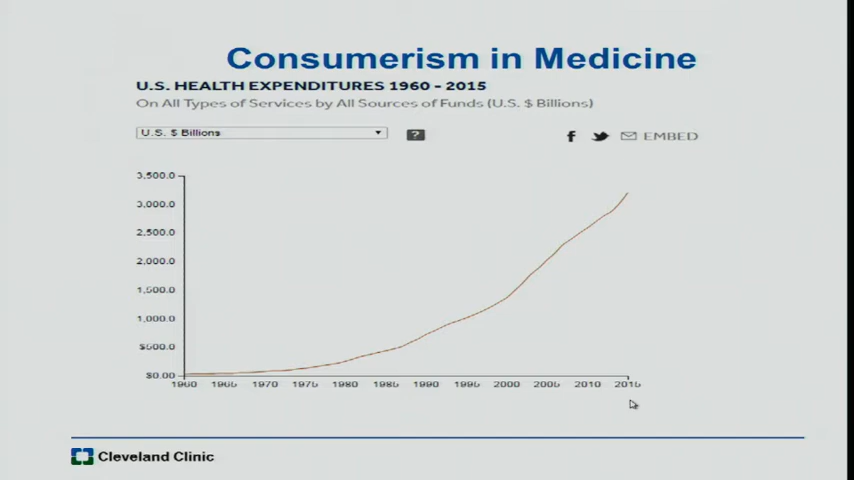 Consumerism in Medicine
U.S. HEALTH EXPENDITURES 1960 - 2015
On All Types of Services by All Sources of Funds (U.S. $ Billions)
U.S. $ Billions
?
EMBED
3,500.0
3,000.0
2,500.0
2,000.0
1,500.0
1,000.0
$500.0
$0.00
1960 1965 1970 1975 1980 1985 1990 1995 2000 2005 2010 2015
Cleveland Clinic